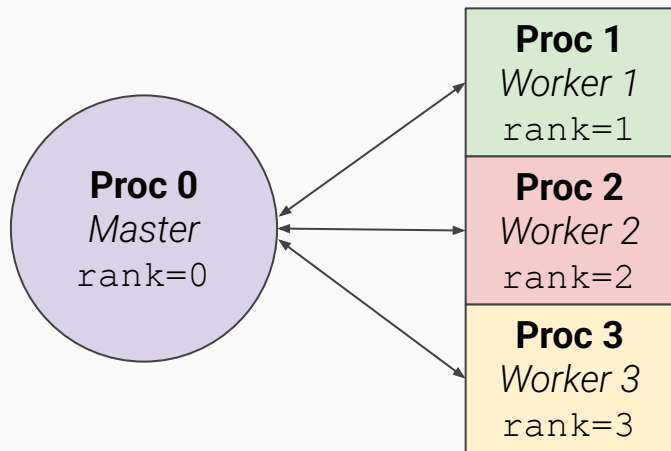 Proc 0
Master
rank=0
Proc 1
Worker 1
rank=1
Proc 2
Worker 2
rank=2
Proc 3
Worker 3
rank=3